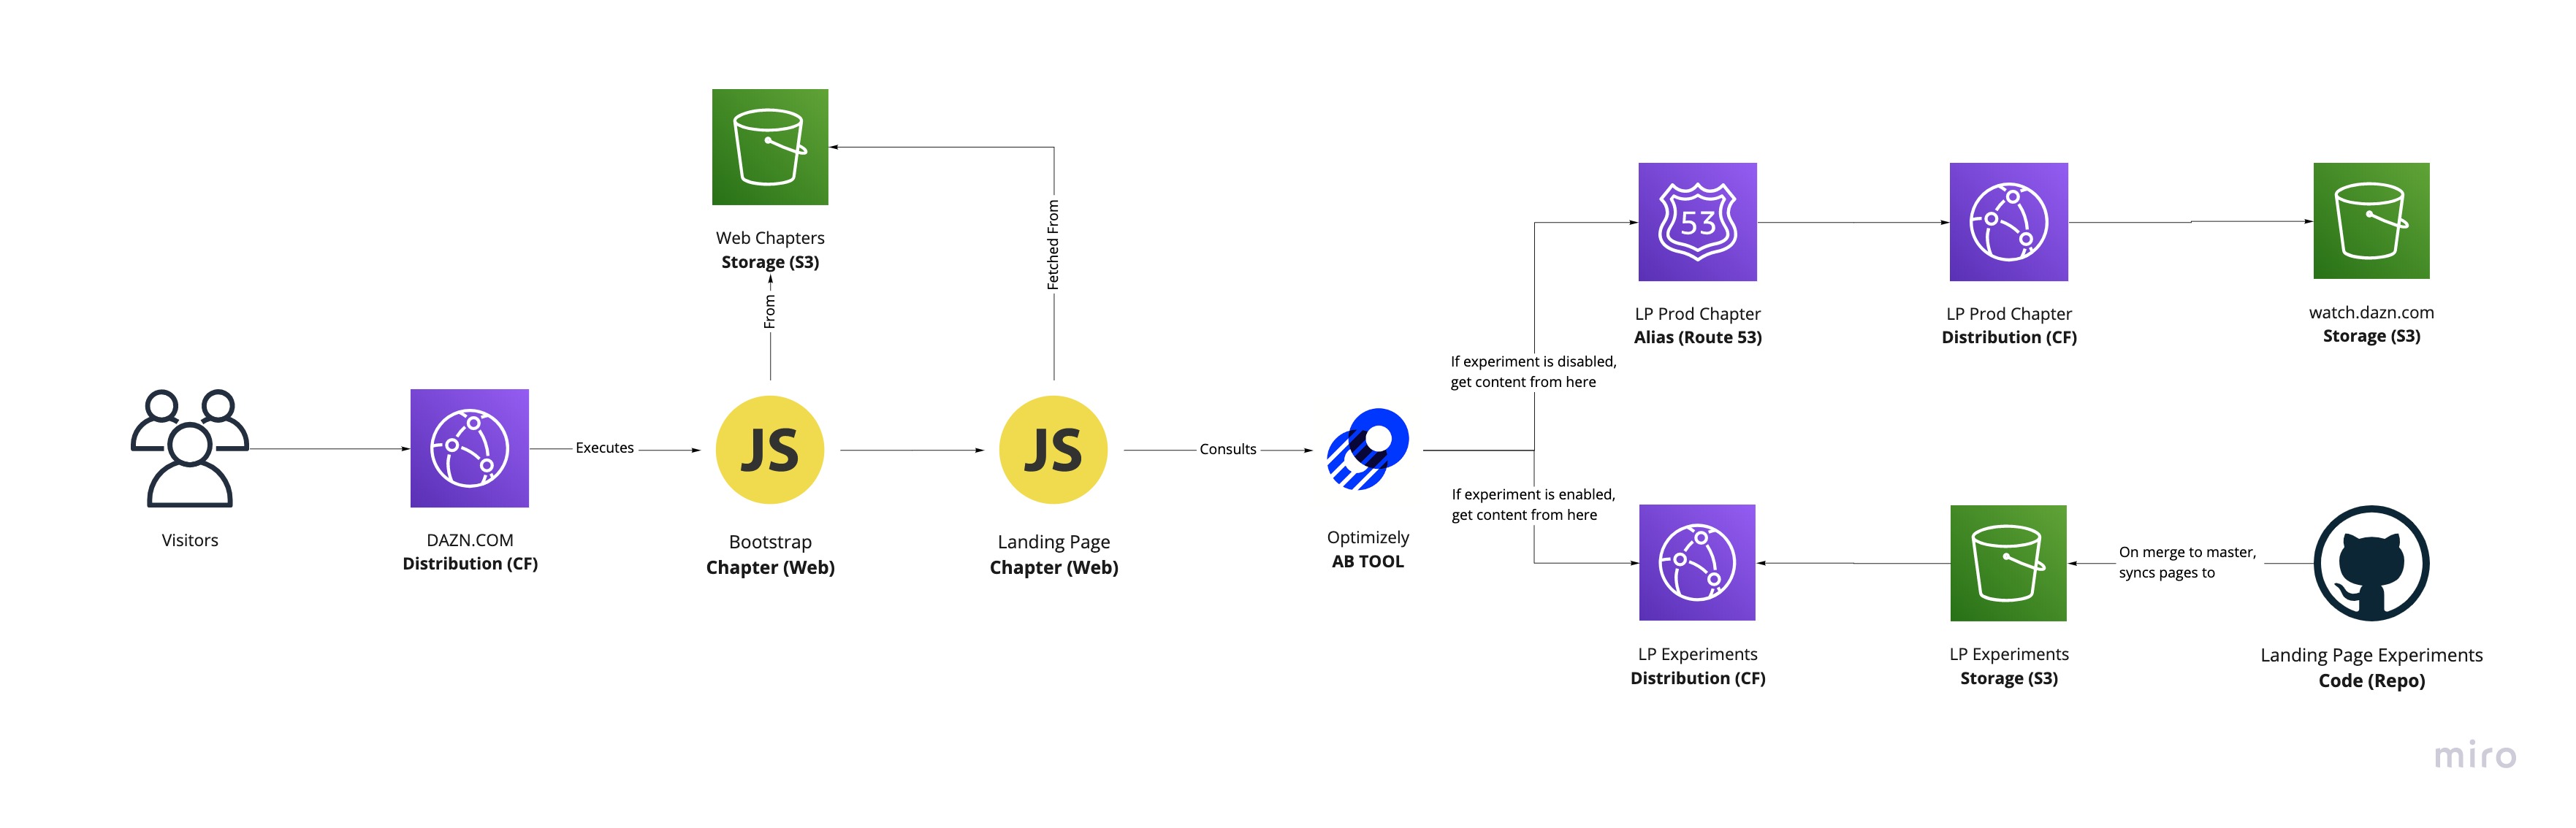 Web Chapters
Storage (S3)
From
Fetched From
Visitors
DAZN.COM
Distribution (CF)
Executes
JS
Bootstrap
Chapter (Web)
JS
Landing Page
Chapter (Web)
Consults
Optimizely
AB TOOL
If experiment is disabled,
get content from here
If experiment is enabled,
get content from here
53
LP Prod Chapter
Alias (Route 53)
LP Prod Chapter
Distribution (CF)
watch.dazn.com
Storage (S3)
LP Experiments
Distribution (CF)
LP Experiments
Storage (S3)
On merge to master,
syncs pages to
Landing Page Experiments
Code (Repo)
miro